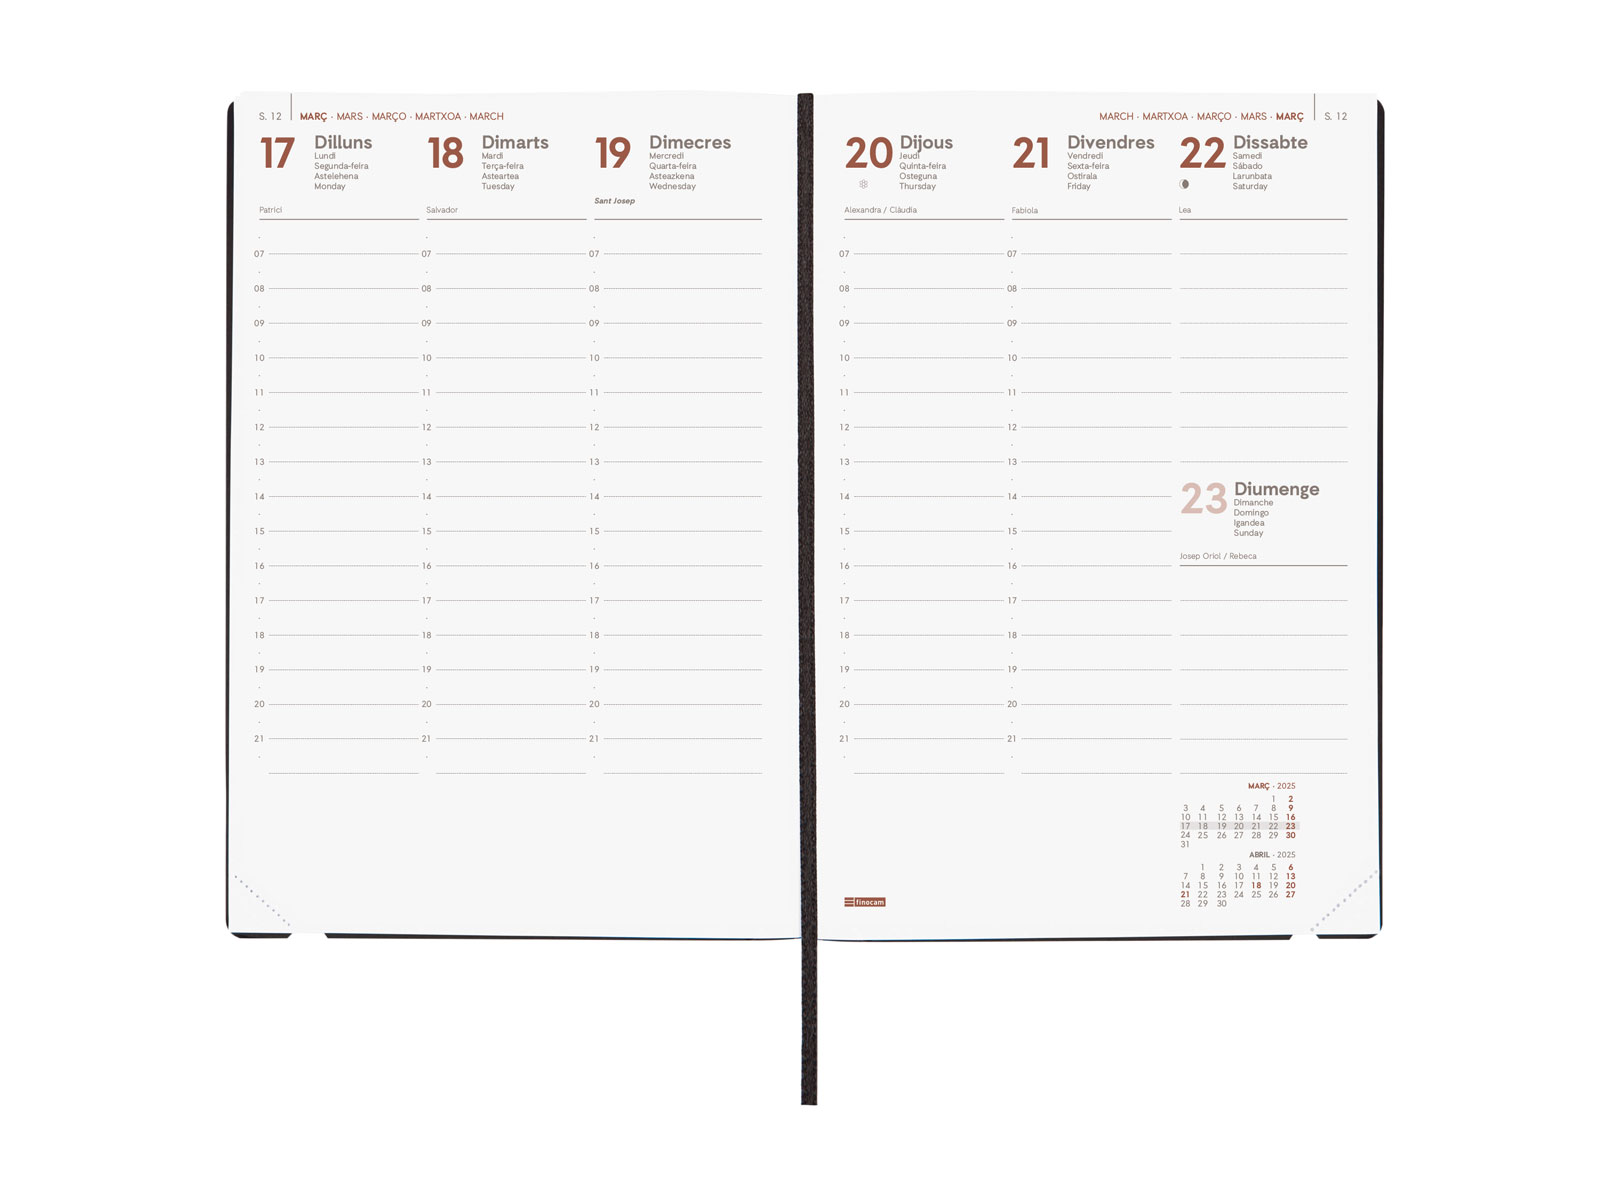 S. 12
MARÇ · MARS · MARÇO · MARTXOA · MARCH
17
Dilluns
Lundi
Segunda-feira
Astelehena
Monday
Patrici
18
Dimarts
Mardi
Terça-feira
Asteartea
Tuesday
Salvador
19
Dimecres
Mercredi
Quarta-feira
Asteazkena
Wednesday
Sant Josep
07 07 07
08 08 08
09 09 09
10 10 10
11 11 11
12 12 12
13 13 13
14 14 14
15 15 15
16 16 16
17 17 17
18 18 18
19 19 19
20 20 20
21 21 21
MARCH · MARTXOA · MARÇO · MARS · MARÇ
S. 12
20
Dijous
Jeudi
Quinta-feira
Osteguna
Thursday
Alexandra / Clàudia
21
Divendres
Vendredi
Sexta-feira
Ostirala
Friday
Fabiola
22
Dissabte
Samedi
Sábado
Larunbata
Saturday
Lea
07 07
08 08
09 09
10 10
11 11
12 12
13 13
14 14
15 15
16 16
17 17
18 18
19 19
20 20
21 21
23
Diumenge
Dimanche
Domingo
Igandea
Sunday
Josep Oriol / Rebeca
MARÇ · 2025
1 2
3 4 5 6 7 8 9
10 11 12 13 14 15 16
17 18 19 20 21 22 23
24 25 26 27 28 29 30
31
ABRIL · 2025
1 2 3 4 5 6
7 8 9 10 11 12 13
14 15 16 17 18 19 20
21 22 23 24 25 26 27
28 29 30
finocam